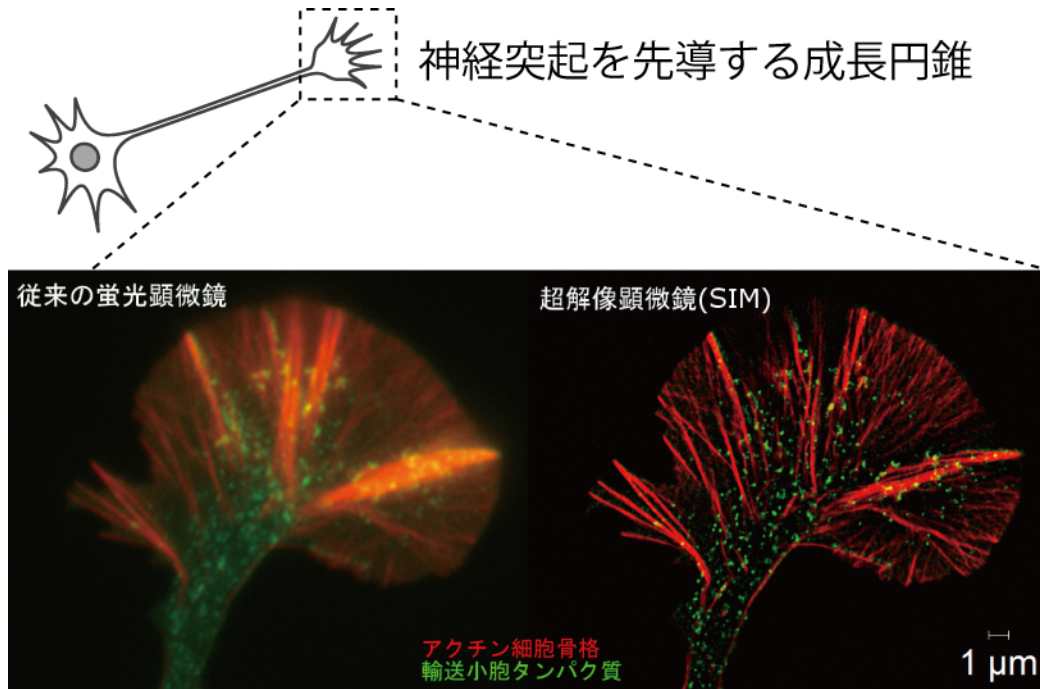 神経突起を先導する成長円錐
従来の蛍光顕微鏡
超解像顕微鏡(SIM)
アクチン細胞骨格
輸送小胞タンパク質
1 μm